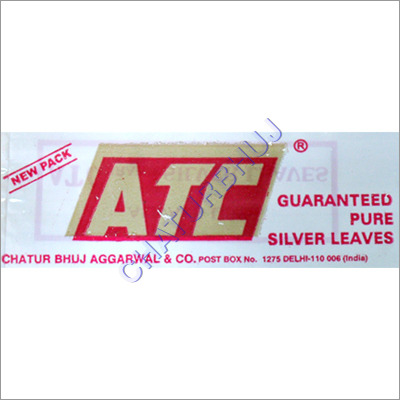 NEW PACK
ATC
®
GUARANTEED
PURE
SILVER LEAVES
CHATUR BHUJ AGGARWAL & CO. POST BOX No. 1275 DELHI-110 006 (India)
CHATURBHUJ